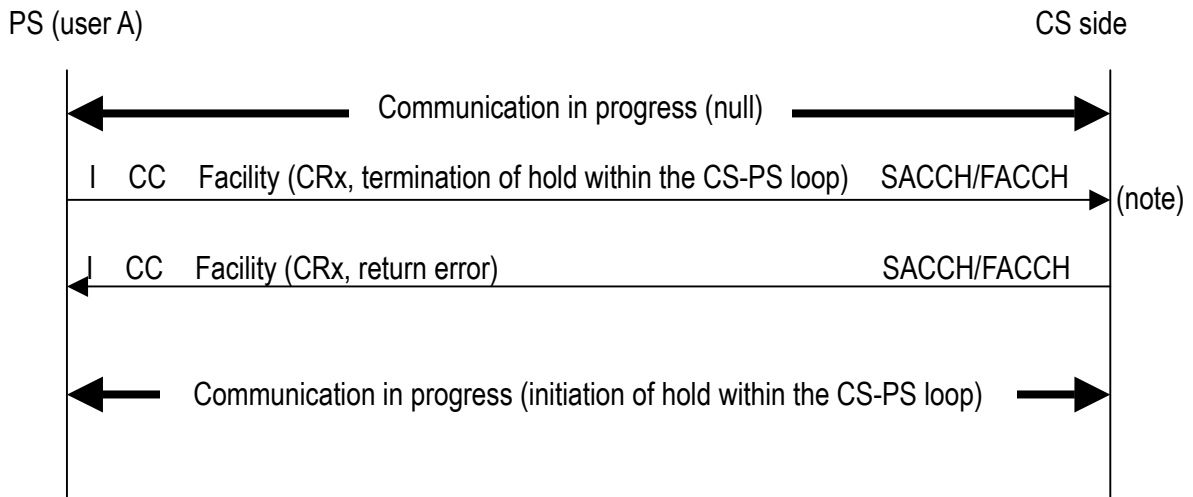 PS (user A) CS side
Communication in progress (null)
I CC Facility (CRx, termination of hold within the CS-PS loop) SACCH/FACCH
(note)
I CC Facility (CRx, return error) SACCH/FACCH
Communication in progress (initiation of hold within the CS-PS loop)